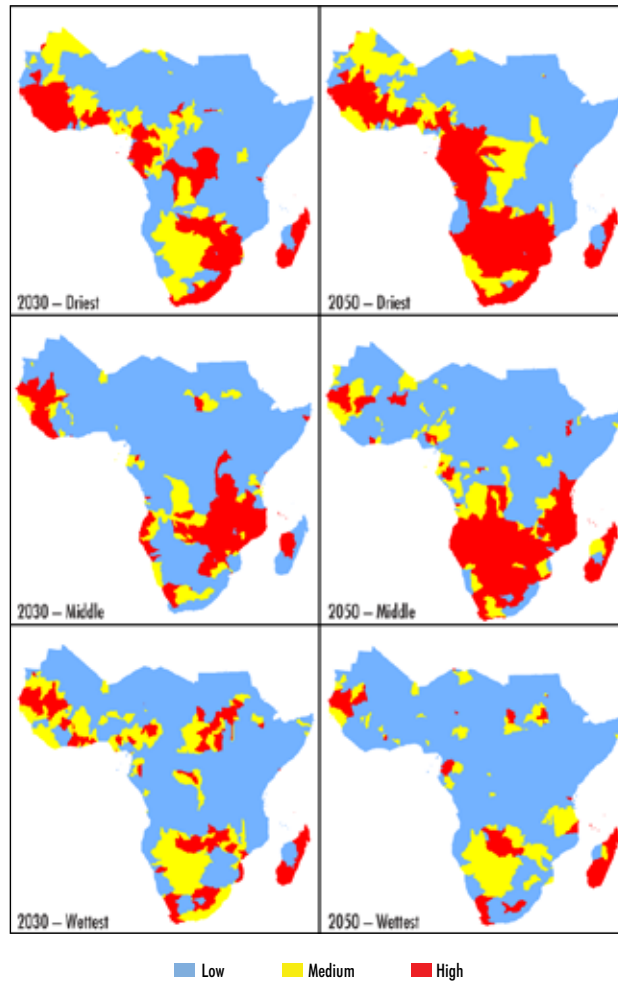 2030 – Driest
2050 – Driest
2030 – Middle
2050 – Middle
2030 – Wettest
2050 – Wettest
Low
Medium
High